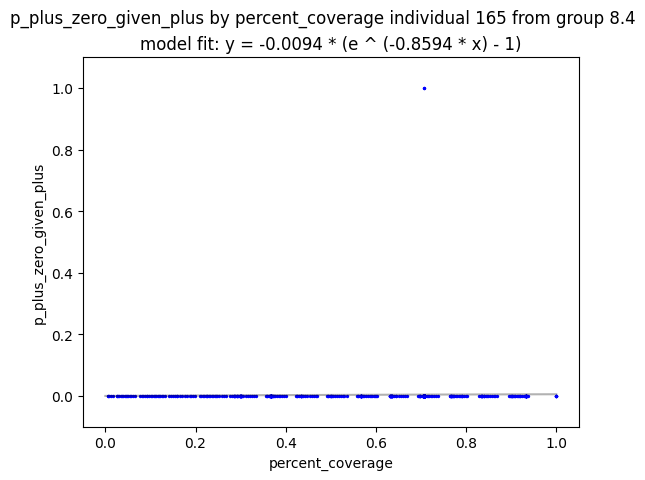 p_plus_zero_given_plus by percent_coverage individual 165 from group 8.4
model fit: y = -0.0094 * (e ^ (-0.8594 * x) - 1)
1.0
0.8
0.6
0.4
0.2
0.0
p_plus_zero_given_plus
0.0 0.2 0.4 0.6 0.8 1.0
percent_coverage